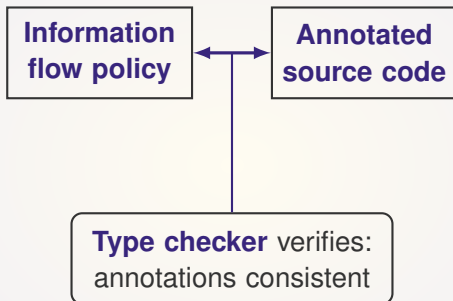 Information
flow policy
Annotated
source code
Type checker verifies:
annotations consistent